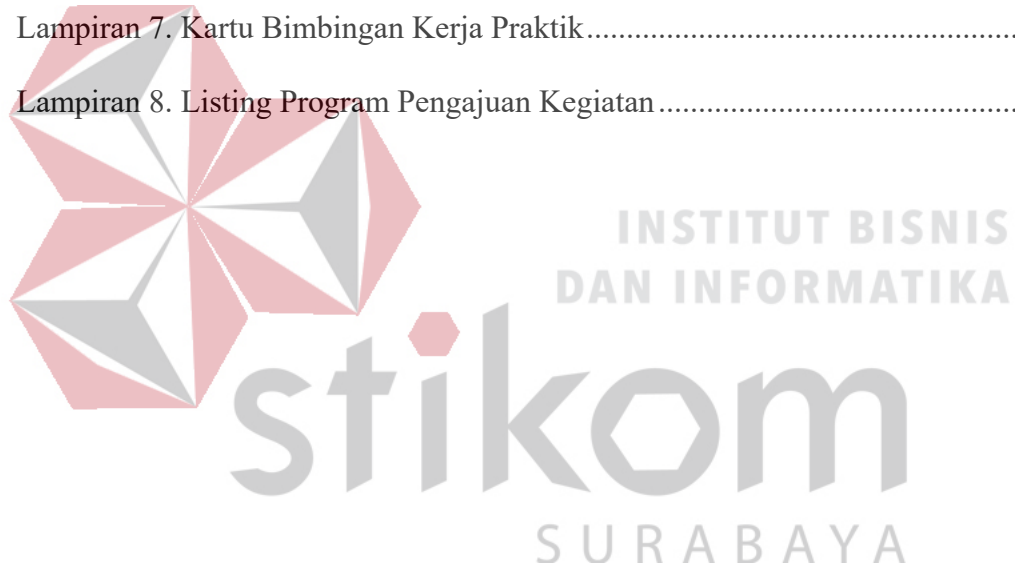 Lampiran 7. Kartu Bimbingan Kerja Praktik............................................
Lampiran 8. Listing Program Pengajuan Kegiatan.....................................
INSTITUT BISNIS
DAN INFORMATIKA
stikom
SURABAYA